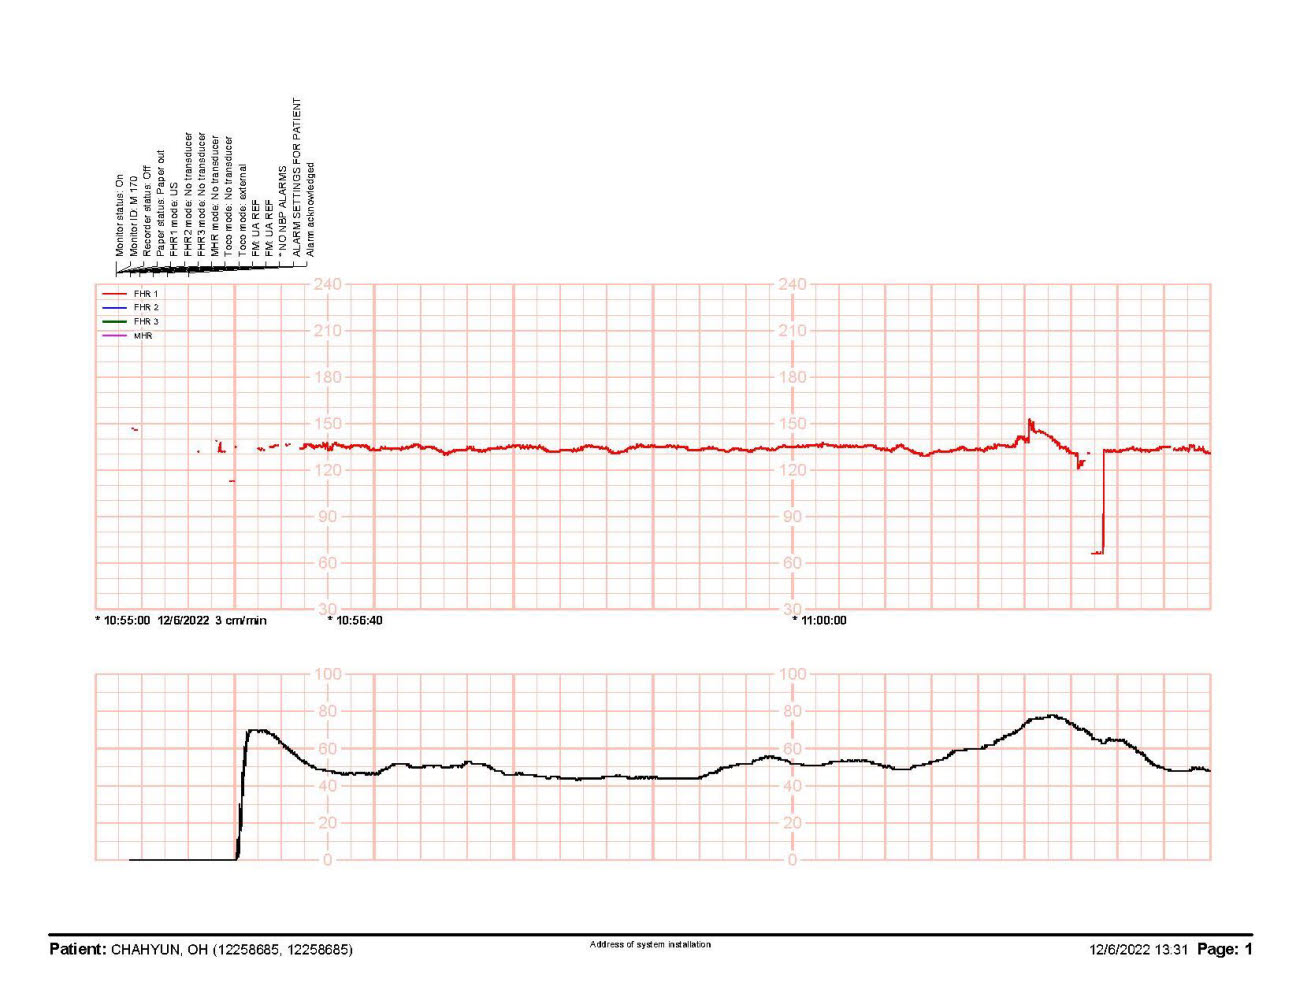 Monitor status: On
Monitor ID: M 170
Recorder status: Off
Paper status: Paper out
FHR1 mode: US
FHR2 mode: No transducer
FHR3 mode: No transducer
MHR mode: No transducer
Toco mode: No transducer
Toco mode: external
FM: UA REF
FM: UA REF
* NO NBP ALARMS
ALARM SETTINGS FOR PATIENT
Alarm acknowledged
240 240
FHR 1
FHR 2
FHR 3
MHR
210 210
180 180
150 150
120 120
90 90
60 60
30 30
* 10:55:00 12/6/2022 3 cm/min * 10:56:40 * 11:00:00
100 100
80 80
60 60
40 40
20 20
0 0
Patient: CHAHYUN, OH (12258685, 12258685) Address of system installation 12/6/2022 13:31 Page: 1